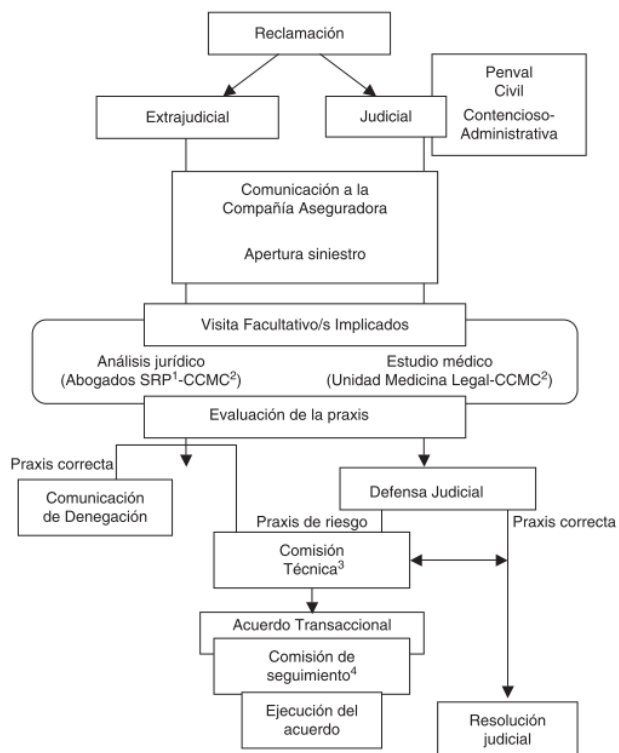 Reclamación
Extrajudicial
Judicial
Penval
Civil
Contencioso-
Administrativa
Comunicación a la
Compañía Aseguradora
Apertura siniestro
Visita Facultativo/s Implicados
Análisis jurídico
(Abogados SRP¹-CCMC²)
Estudio médico
(Unidad Medicina Legal-CCMC²)
Evaluación de la praxis
Praxis correcta
Comunicación
de Denegación
Defensa Judicial
Praxis de riesgo
Praxis correcta
Comisión
Técnica³
Acuerdo Transaccional
Comisión de
seguimiento⁴
Ejecución del
acuerdo
Resolución
judicial